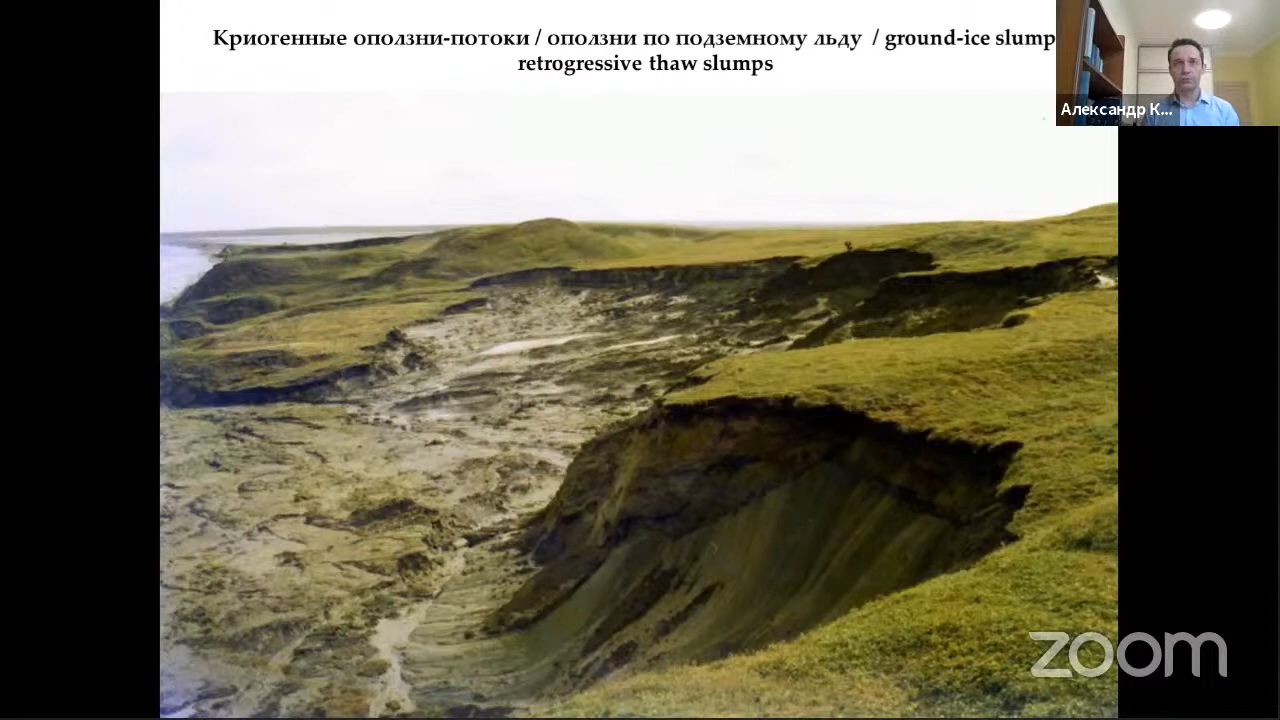 Криогенные оползни-потоки / оползни по подземному льду / ground-ice slump
retrogressive thaw slumps
Александр К...
zoom